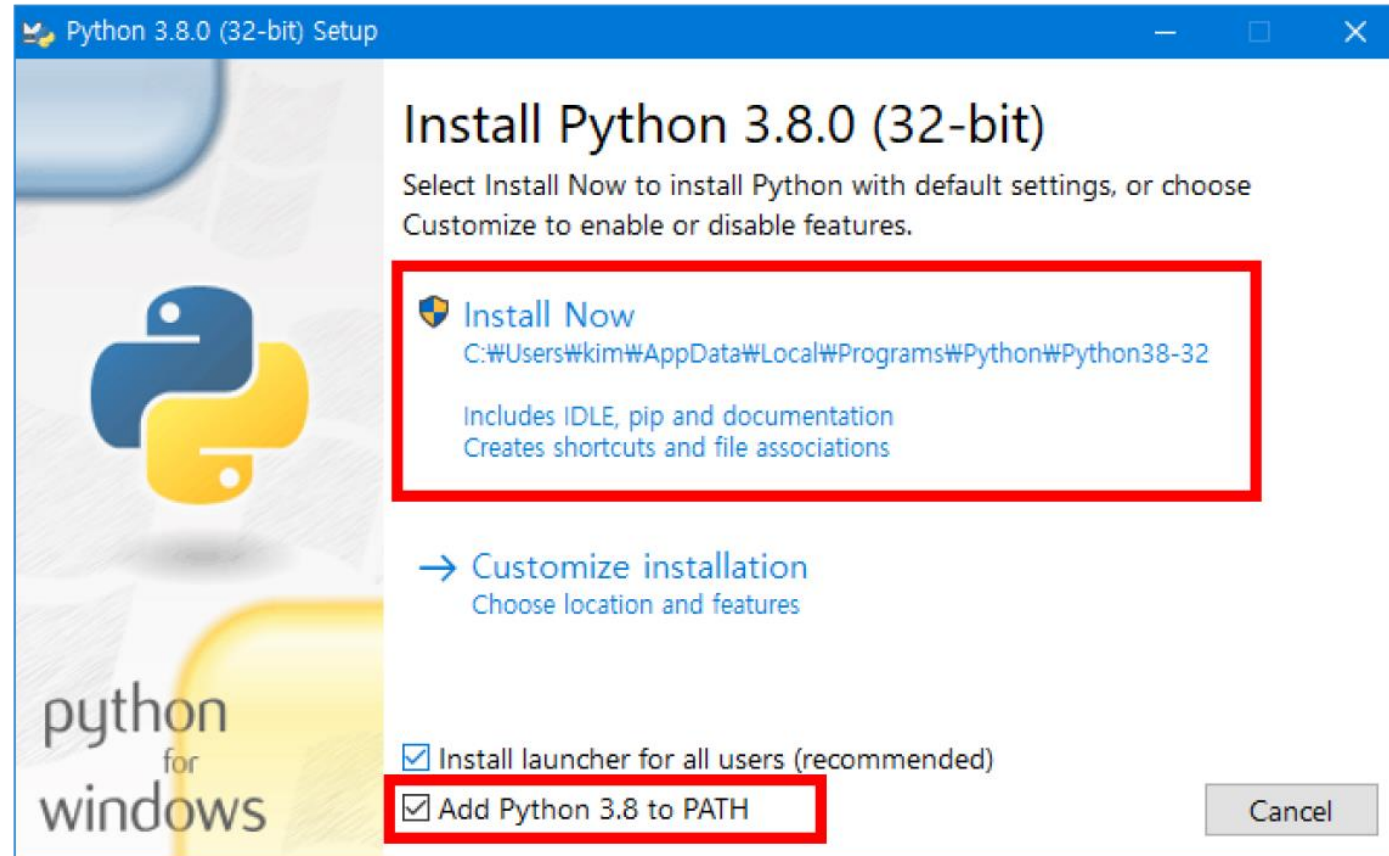 Python 3.8.0 (32-bit) Setup
Install Python 3.8.0 (32-bit)
Select Install Now to install Python with default settings, or choose
Customize to enable or disable features.
Install Now
C:₩Users₩kim₩AppData₩Local₩Programs₩Python₩Python38-32
Includes IDLE, pip and documentation
Creates shortcuts and file associations
→ Customize installation
Choose location and features
python
for
windows
Install launcher for all users (recommended)
Add Python 3.8 to PATH
Cancel